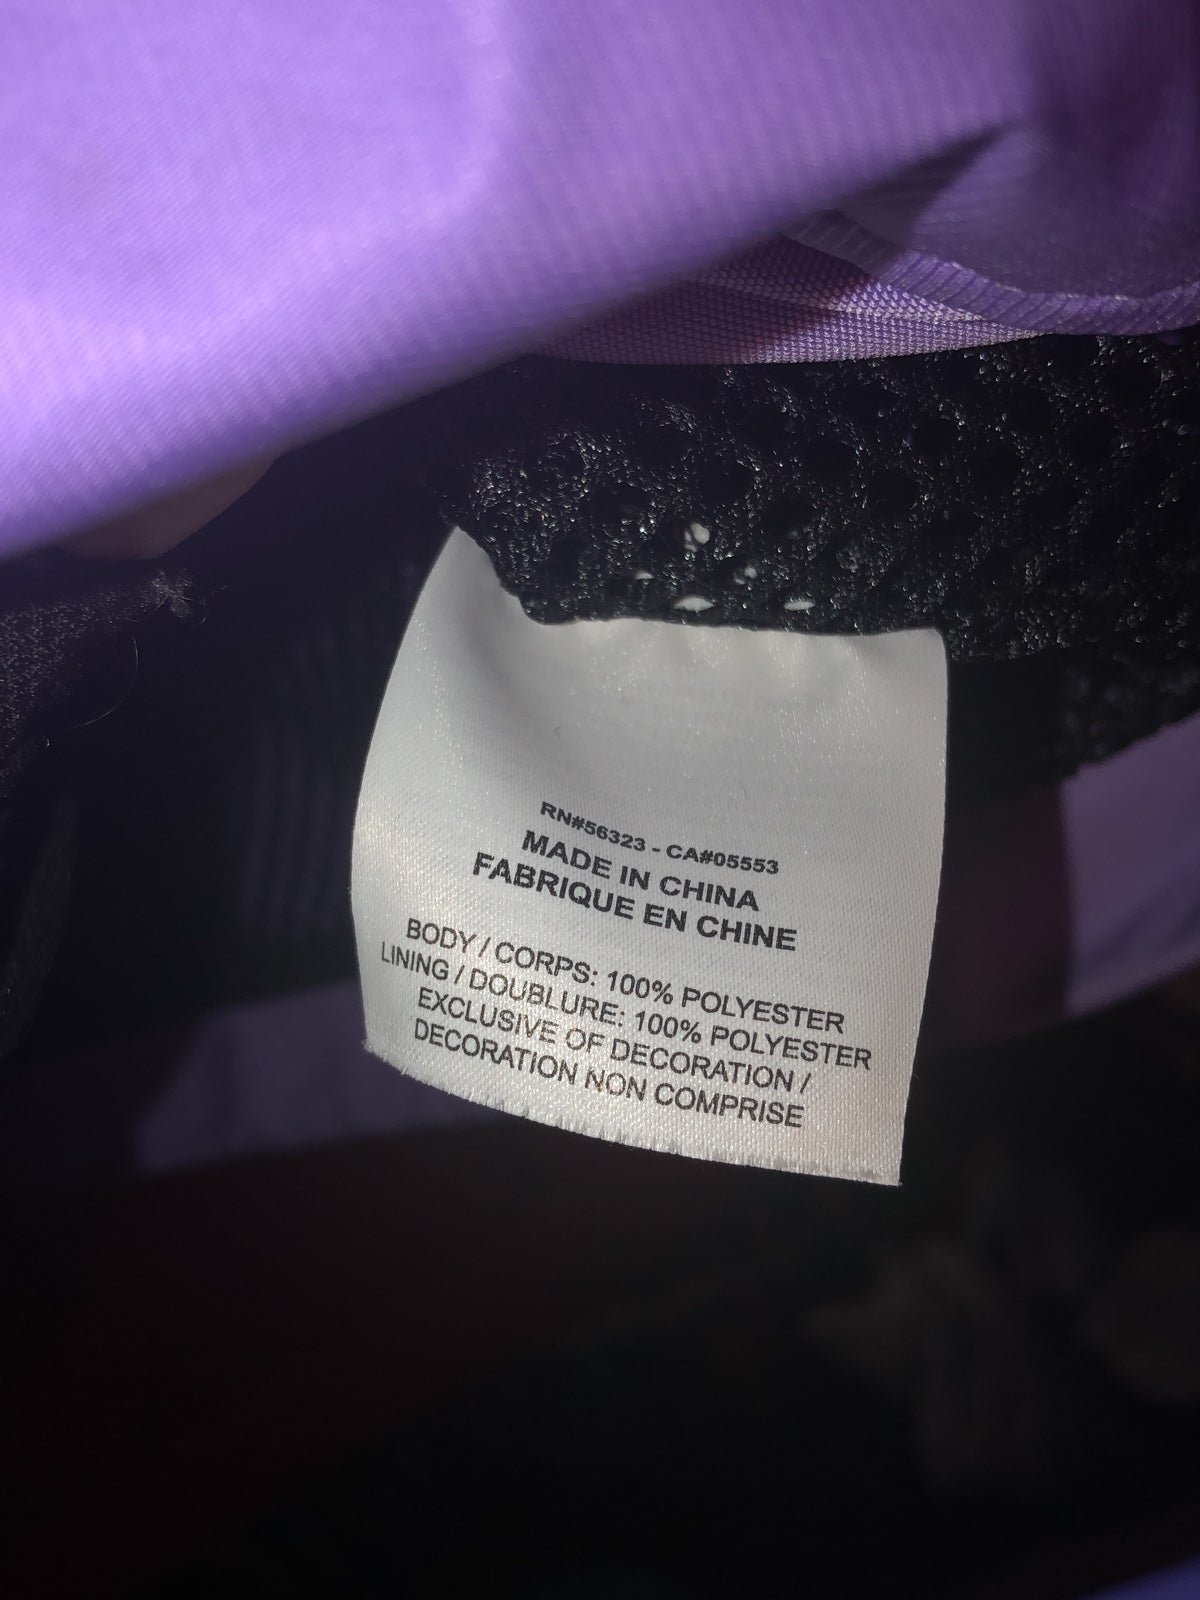 RN#56323 - CA#05553
MADE IN CHINA
FABRIQUE EN CHINE
BODY / CORPS: 100% POLYESTER
LINING / DOUBLURE: 100% POLYESTER
EXCLUSIVE OF DECORATION /
DECORATION NON COMPRISE